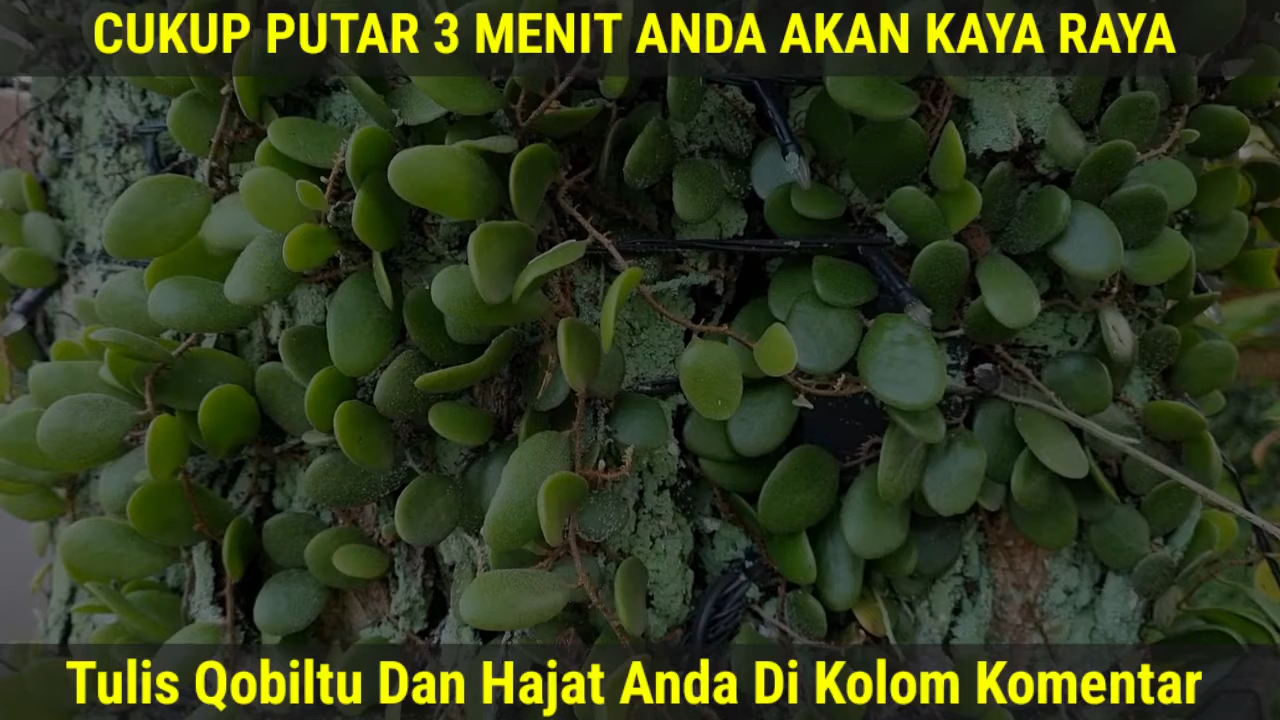 CUKUP PUTAR 3 MENIT ANDA AKAN KAYA RAYA
Tulis Qobiltu Dan Hajat Anda Di Kolom Komentar